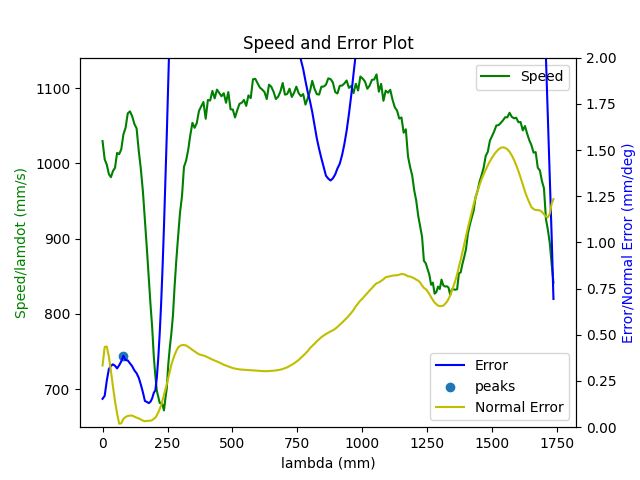 Speed and Error Plot
Speed
1100
1000
900
800
700
Speed/lamdot (mm/s)
2.00
1.75
1.50
1.25
1.00
0.75
0.50
0.25
0.00
Error/Normal Error (mm/deg)
Error
peaks
Normal Error
0 250 500 750 1000 1250 1500 1750
lambda (mm)